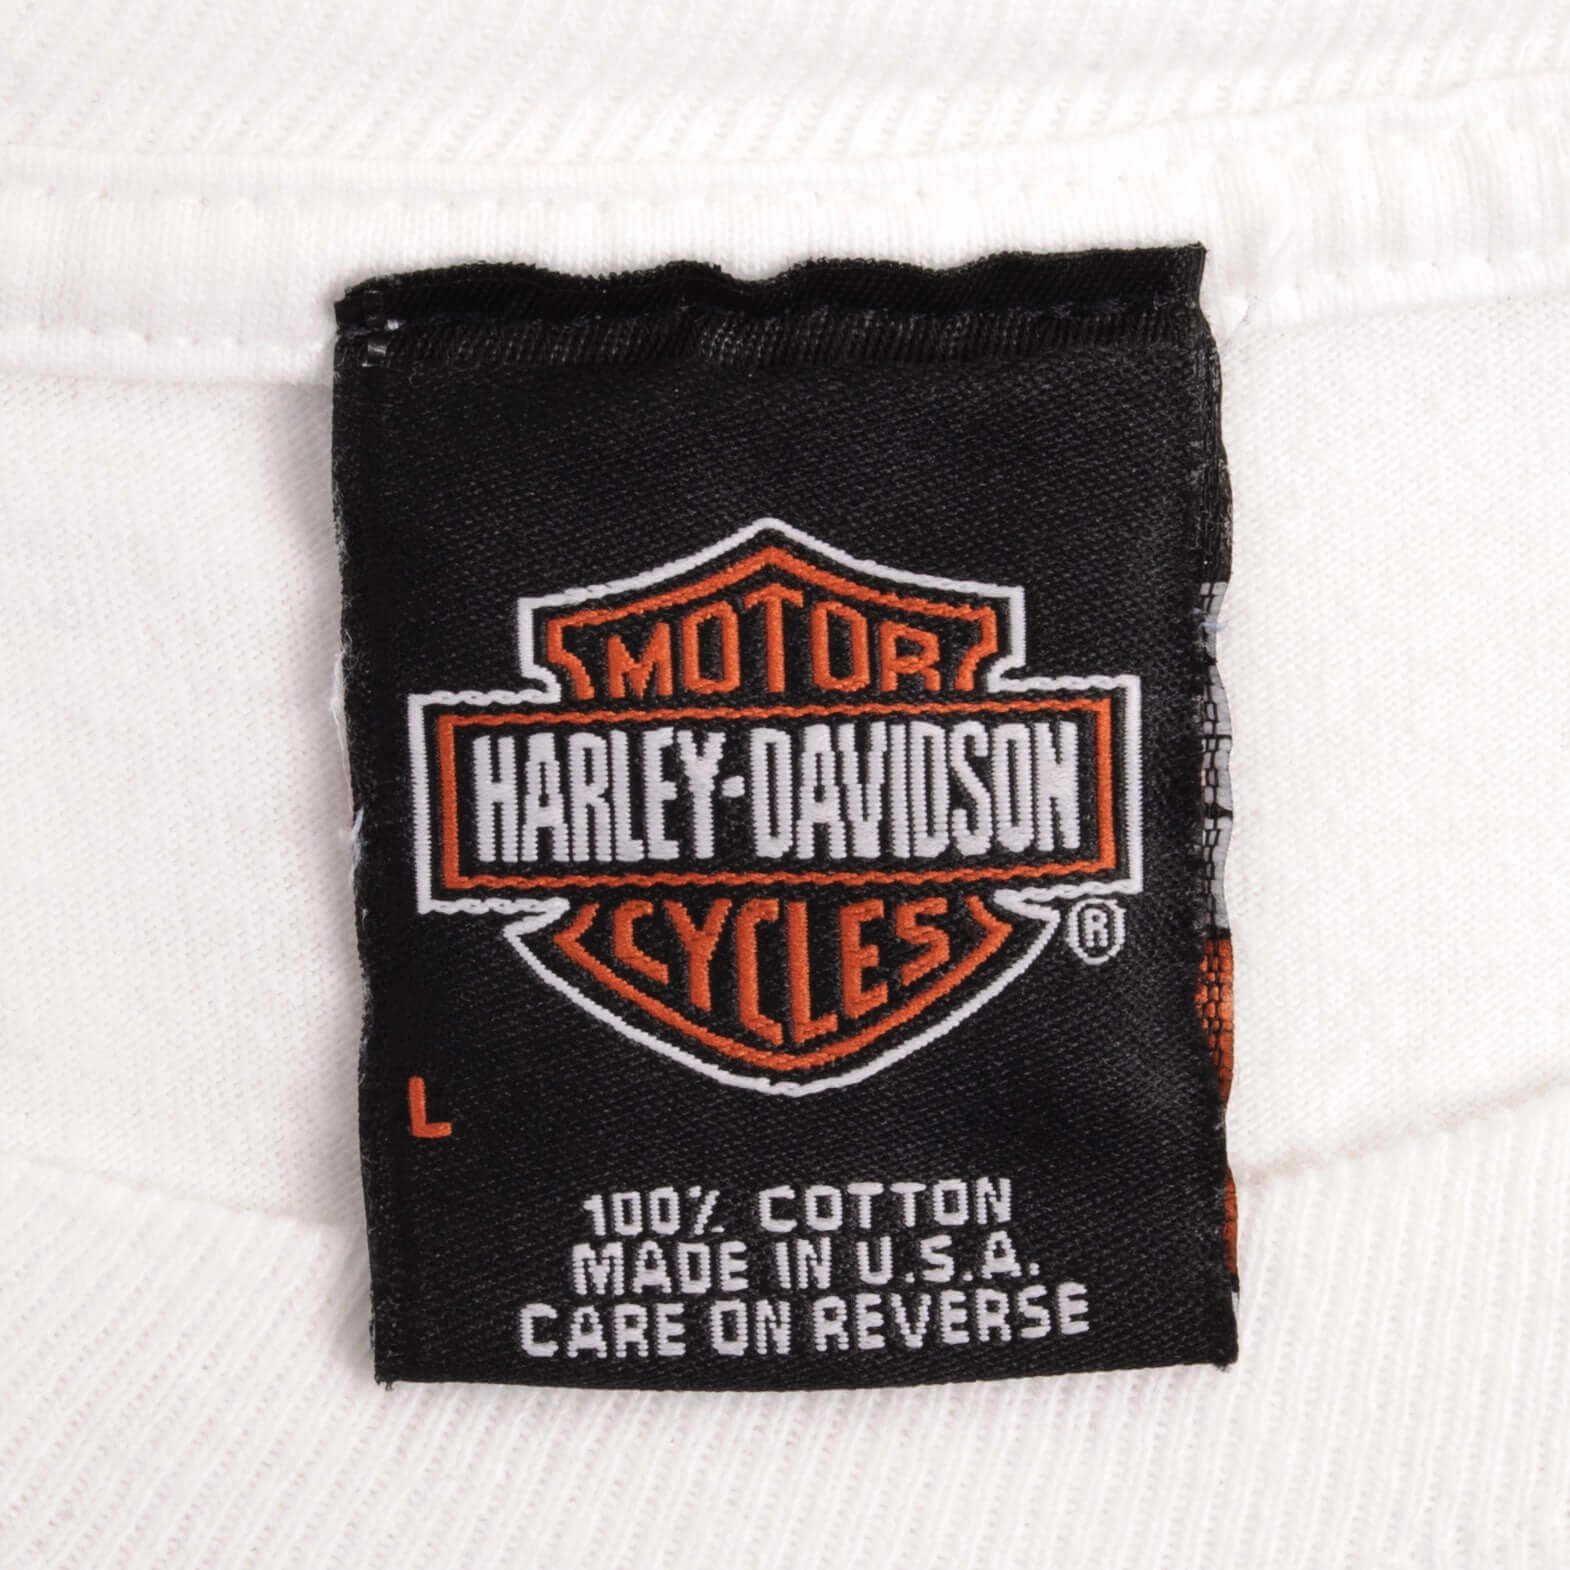 MOTOR
HARLEY-DAVIDSON
CYCLES
®
L
100% COTTON
MADE IN U.S.A.
CARE ON REVERSE